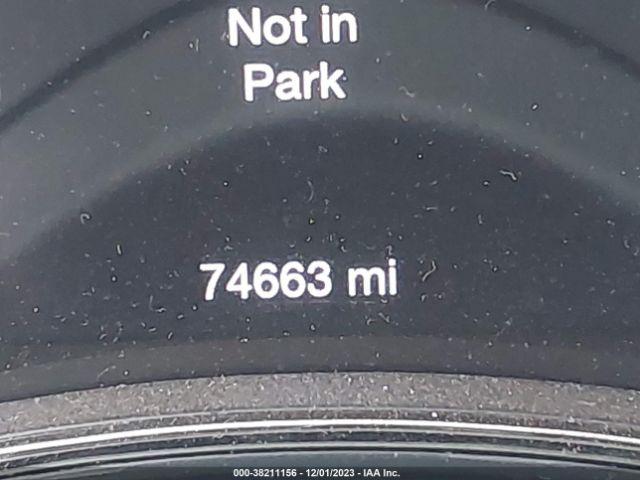 Not in
Park
74663 mi
000-38211156 - 12/01/2023 - IAA Inc.